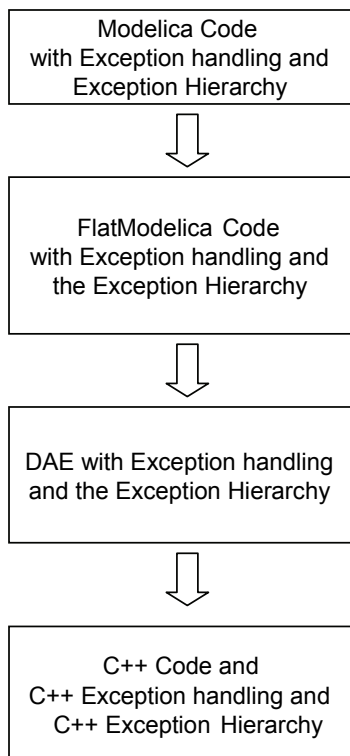 Modelica Code
with Exception handling and
Exception Hierarchy
FlatModelica Code
with Exception handling and
the Exception Hierarchy
DAE with Exception handling
and the Exception Hierarchy
C++ Code and
C++ Exception handling and
C++ Exception Hierarchy